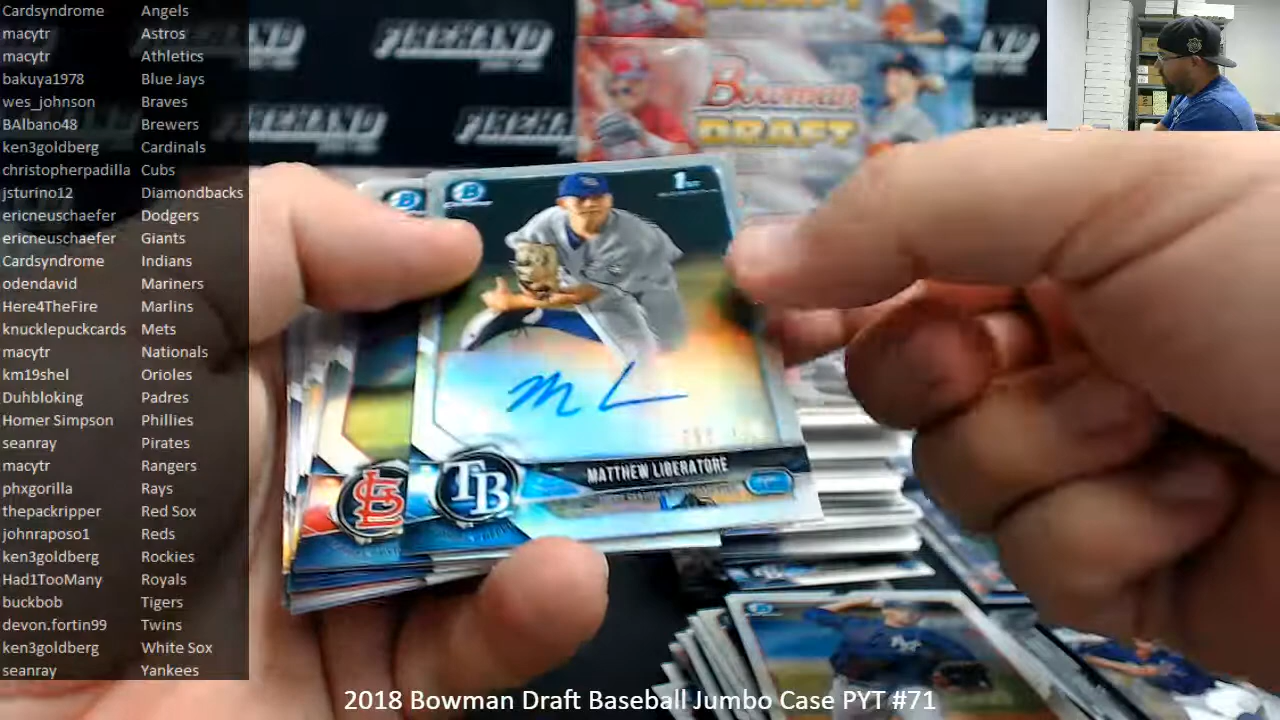 Cardsyndrome Angels
macytr Astros
macytr Athletics
bakuya1978 Blue Jays
wes_johnson Braves
BAlbano48 Brewers
ken3goldberg Cardinals
christopherpadilla Cubs
jsturino12 Diamondbacks
ericneuschaefer Dodgers
ericneuschaefer Giants
Cardsyndrome Indians
odendavid Mariners
Here4TheFire Marlins
knucklepuckcards Mets
macytr Nationals
km19shel Orioles
Duhbloking Padres
Homer Simpson Phillies
seanray Pirates
macytr Rangers
phxgorilla Rays
thepackripper Red Sox
johnraposo1 Reds
ken3goldberg Rockies
Had1TooMany Royals
buckbob Tigers
devon.fortin99 Twins
ken3goldberg White Sox
seanray Yankees
FIREHAND
FIREHAND
Bowman
DRAFT
1ST
M L
TB
MATTHEW LIBERATORE
STL
2018 Bowman Draft Baseball Jumbo Case PYT #71